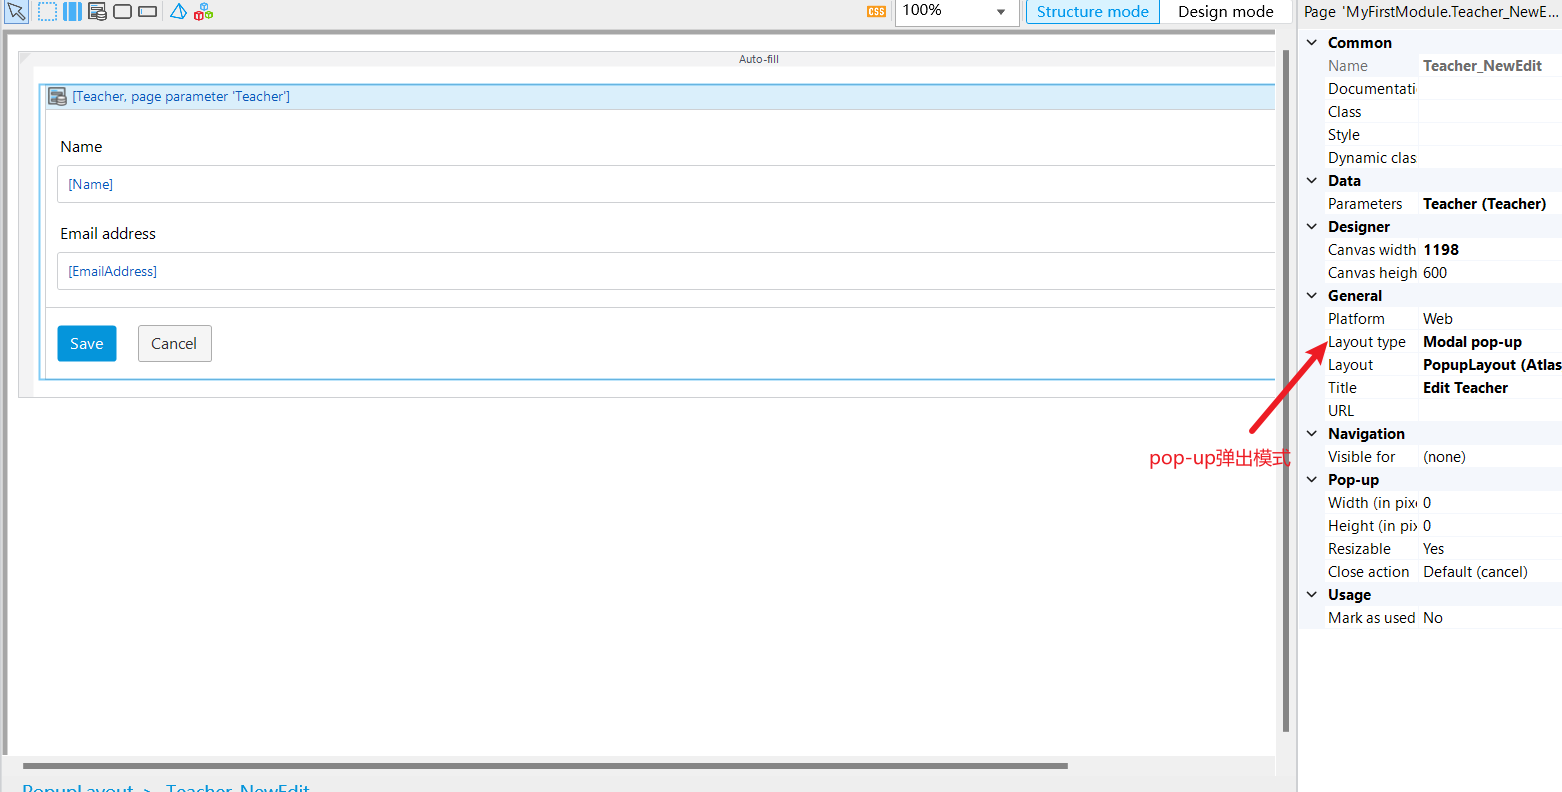 CSS
100%
Structure mode
Design mode
Page 'MyFirstModule.Teacher_NewE...
Auto-fill
[Teacher, page parameter 'Teacher']
Name
[Name]
Email address
[EmailAddress]
Save
Cancel
Common
Name Teacher_NewEdit
Documentati
Class
Style
Dynamic clas
Data
Parameters Teacher (Teacher)
Designer
Canvas width 1198
Canvas heigh 600
General
Platform Web
Layout type Modal pop-up
Layout PopupLayout (Atlas
Title Edit Teacher
URL
Navigation
Visible for (none)
Pop-up
Width (in pix 0
Height (in pi 0
Resizable Yes
Close action Default (cancel)
Usage
Mark as used No
pop-up弹出模式
PopupLayout > Teacher_NewEdit